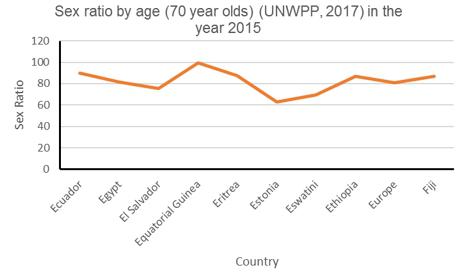 Sex ratio by age (70 year olds) (UNWPP, 2017) in the
year 2015
120
100
80
60
40
20
0
Sex Ratio
Ecuador
Egypt
El Salvador
Equatorial Guinea
Eritrea
Estonia
Eswatini
Ethiopia
Europe
Fiji
Country